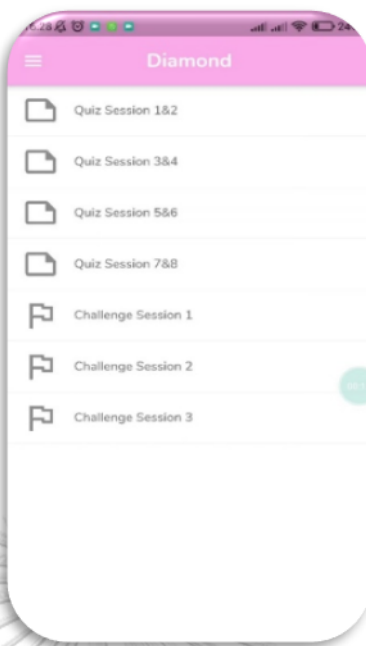 Diamond
Quiz Session 1&2
Quiz Session 3&4
Quiz Session 5&6
Quiz Session 7&8
Challenge Session 1
Challenge Session 2
Challenge Session 3